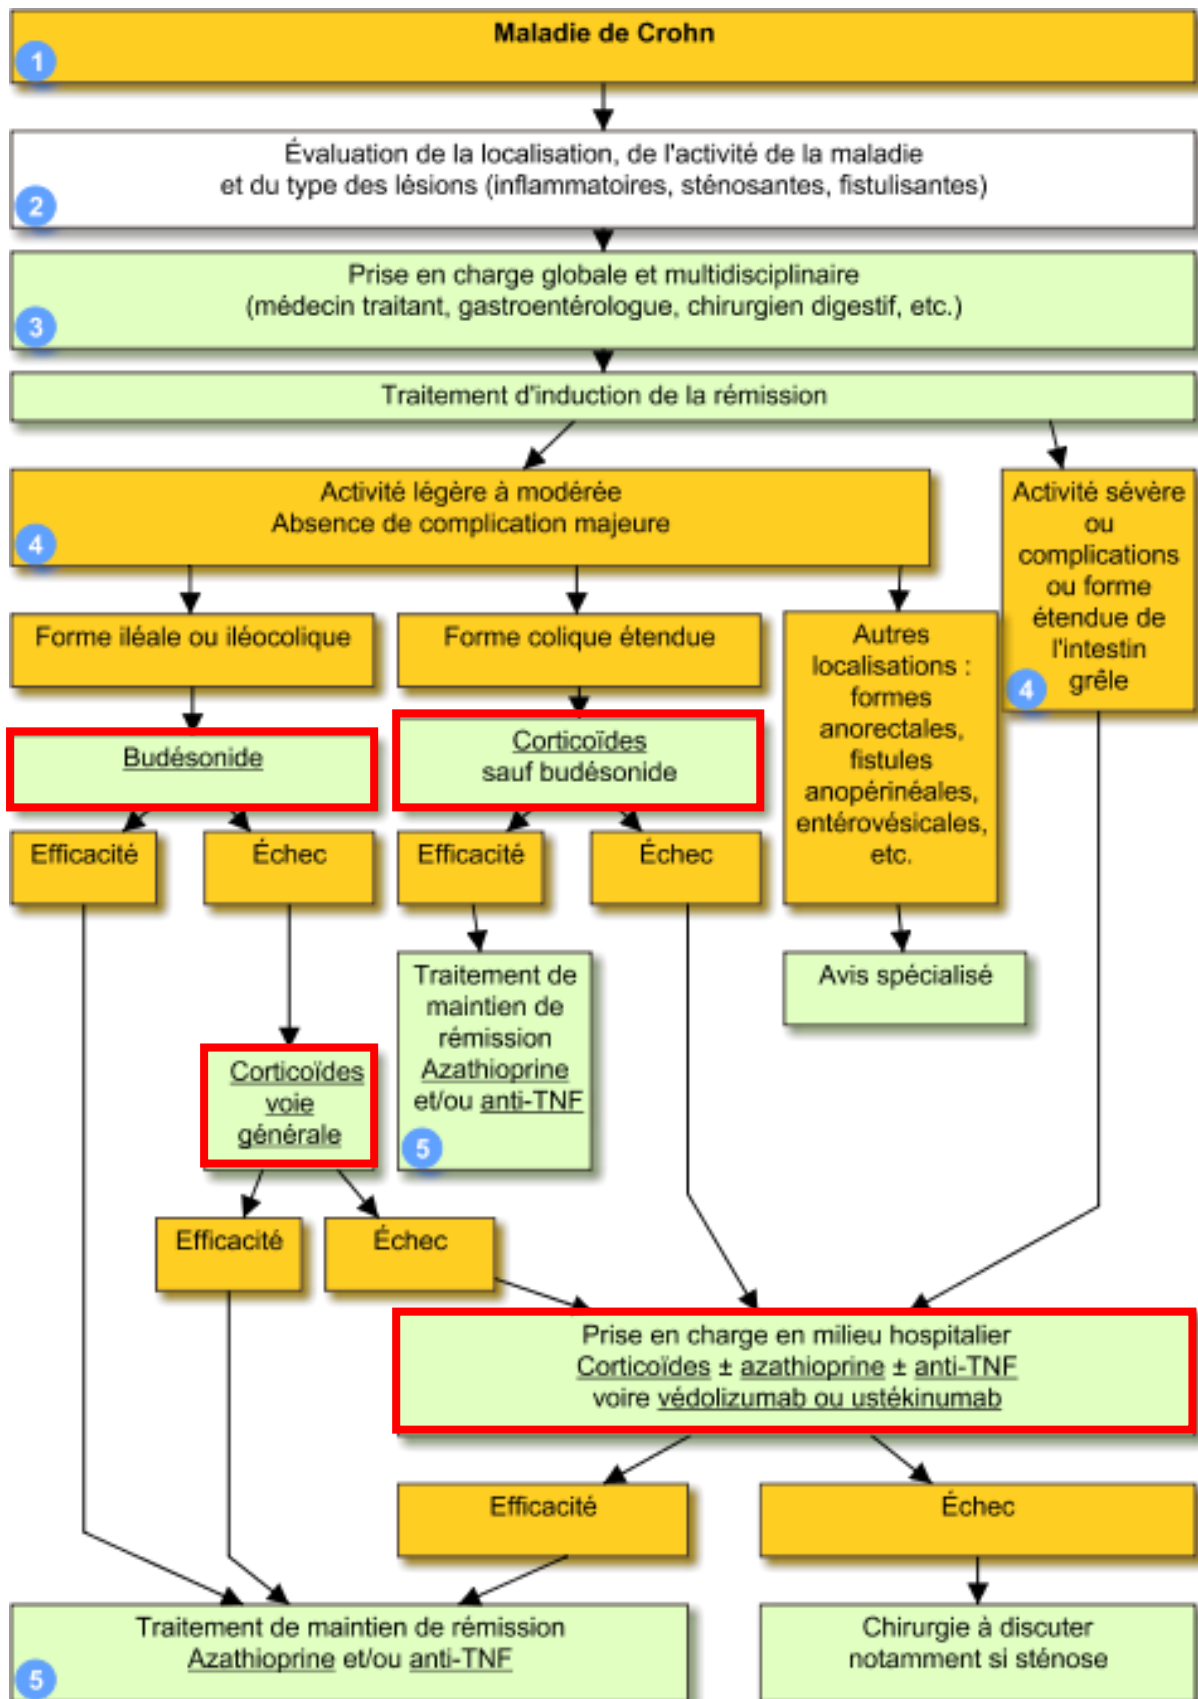 Maladie de Crohn
1
Évaluation de la localisation, de l'activité de la maladie
et du type des lésions (inflammatoires, sténosantes, fistulisantes)
2
Prise en charge globale et multidisciplinaire
(médecin traitant, gastroentérologue, chirurgien digestif, etc.)
3
Traitement d'induction de la rémission
Activité légère à modérée
Absence de complication majeure
4
Activité sévère
ou
complications
ou forme
étendue de
l'intestin
grêle
4
Forme iléale ou iléocolique
Forme colique étendue
Autres
localisations :
formes
anorectales,
fistules
anopérinéales,
entérovésicales,
etc.
Budésonide
Corticoïdes
sauf budésonide
Efficacité
Échec
Efficacité
Échec
Traitement de
maintien de
rémission
Azathioprine
et/ou anti-TNF
5
Avis spécialisé
Corticoïdes
voie
générale
Efficacité
Échec
Prise en charge en milieu hospitalier
Corticoïdes ± azathioprine ± anti-TNF
voire védolizumab ou ustékinumab
Efficacité
Échec
Traitement de maintien de rémission
Azathioprine et/ou anti-TNF
5
Chirurgie à discuter
notamment si sténose